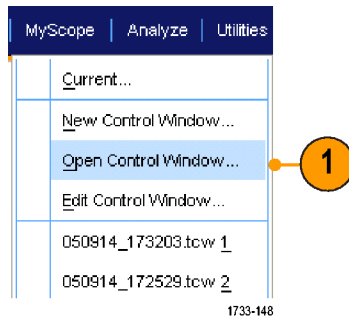 MyScope | Analyze | Utilities
Current...
New Control Window...
Open Control Window...
1
Edit Control Window...
050914_173203.tcw 1
050914_172529.tcw 2
1733-148